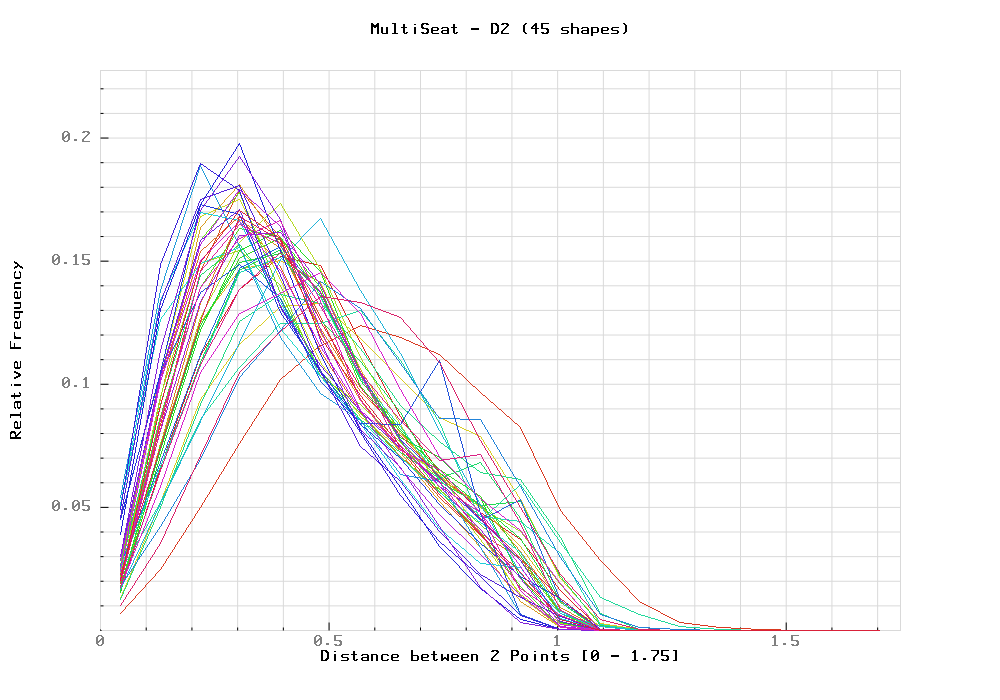 MultiSeat - D2 (45 shapes)
0.2
0.15
0.1
0.05
Relative Frequency
0
0.5
1
1.5
Distance between 2 Points [0 - 1.75]